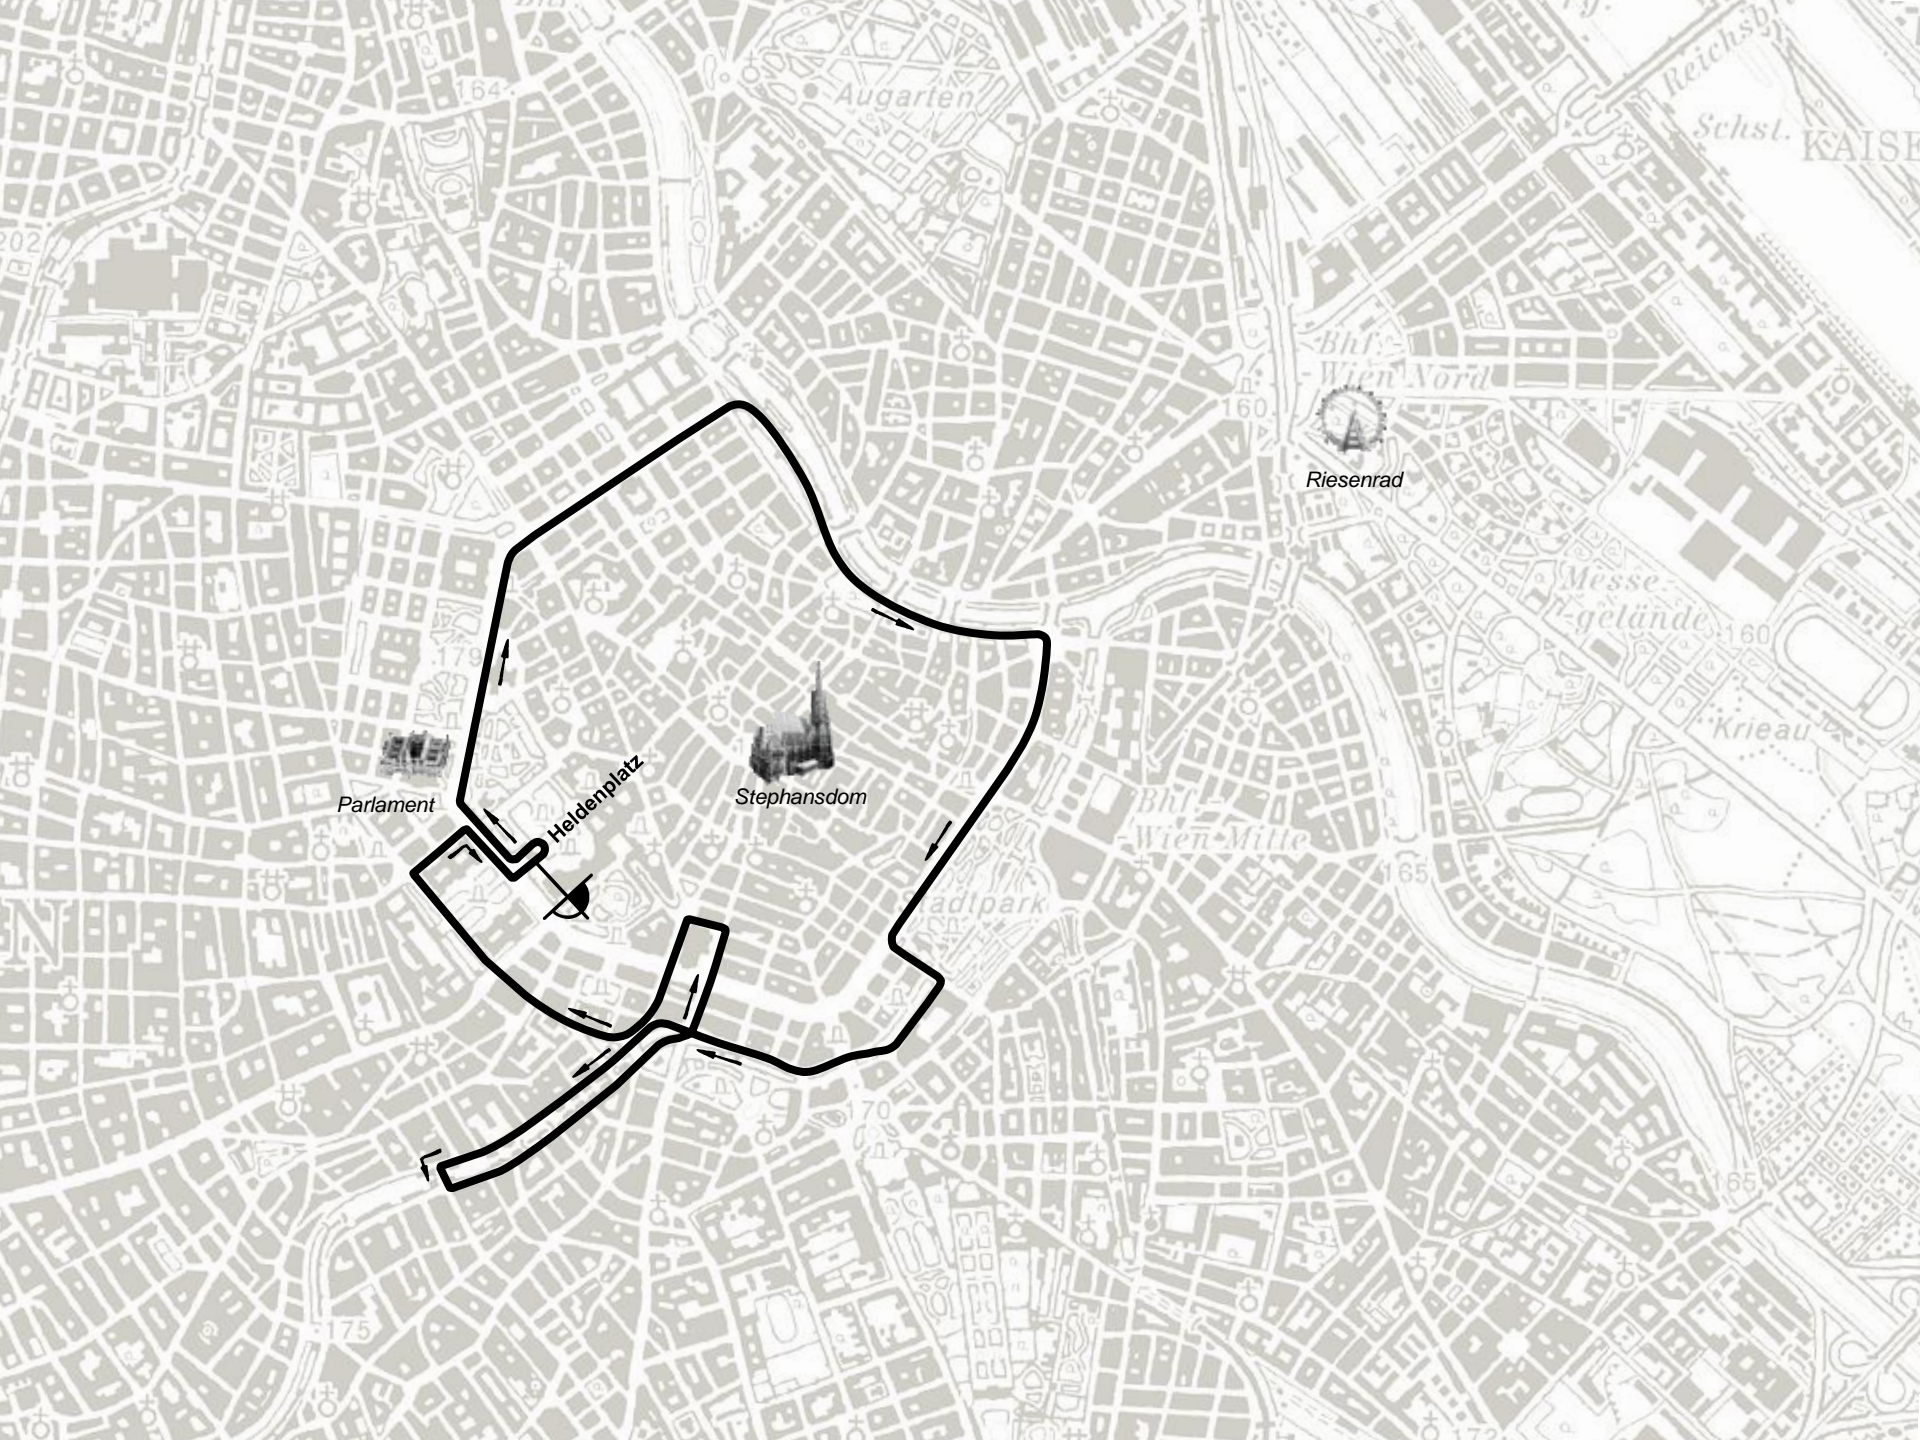 164
Augarten
Reichsb
Schst.
KAISE
202
Bhf.-
Wien Nord
160
Riesenrad
Messe-
gelände
160
179
Krieau
Parlament
Heldenplatz
Stephansdom
Wien-Mitte
165
adtpark
N
170
165
175
172